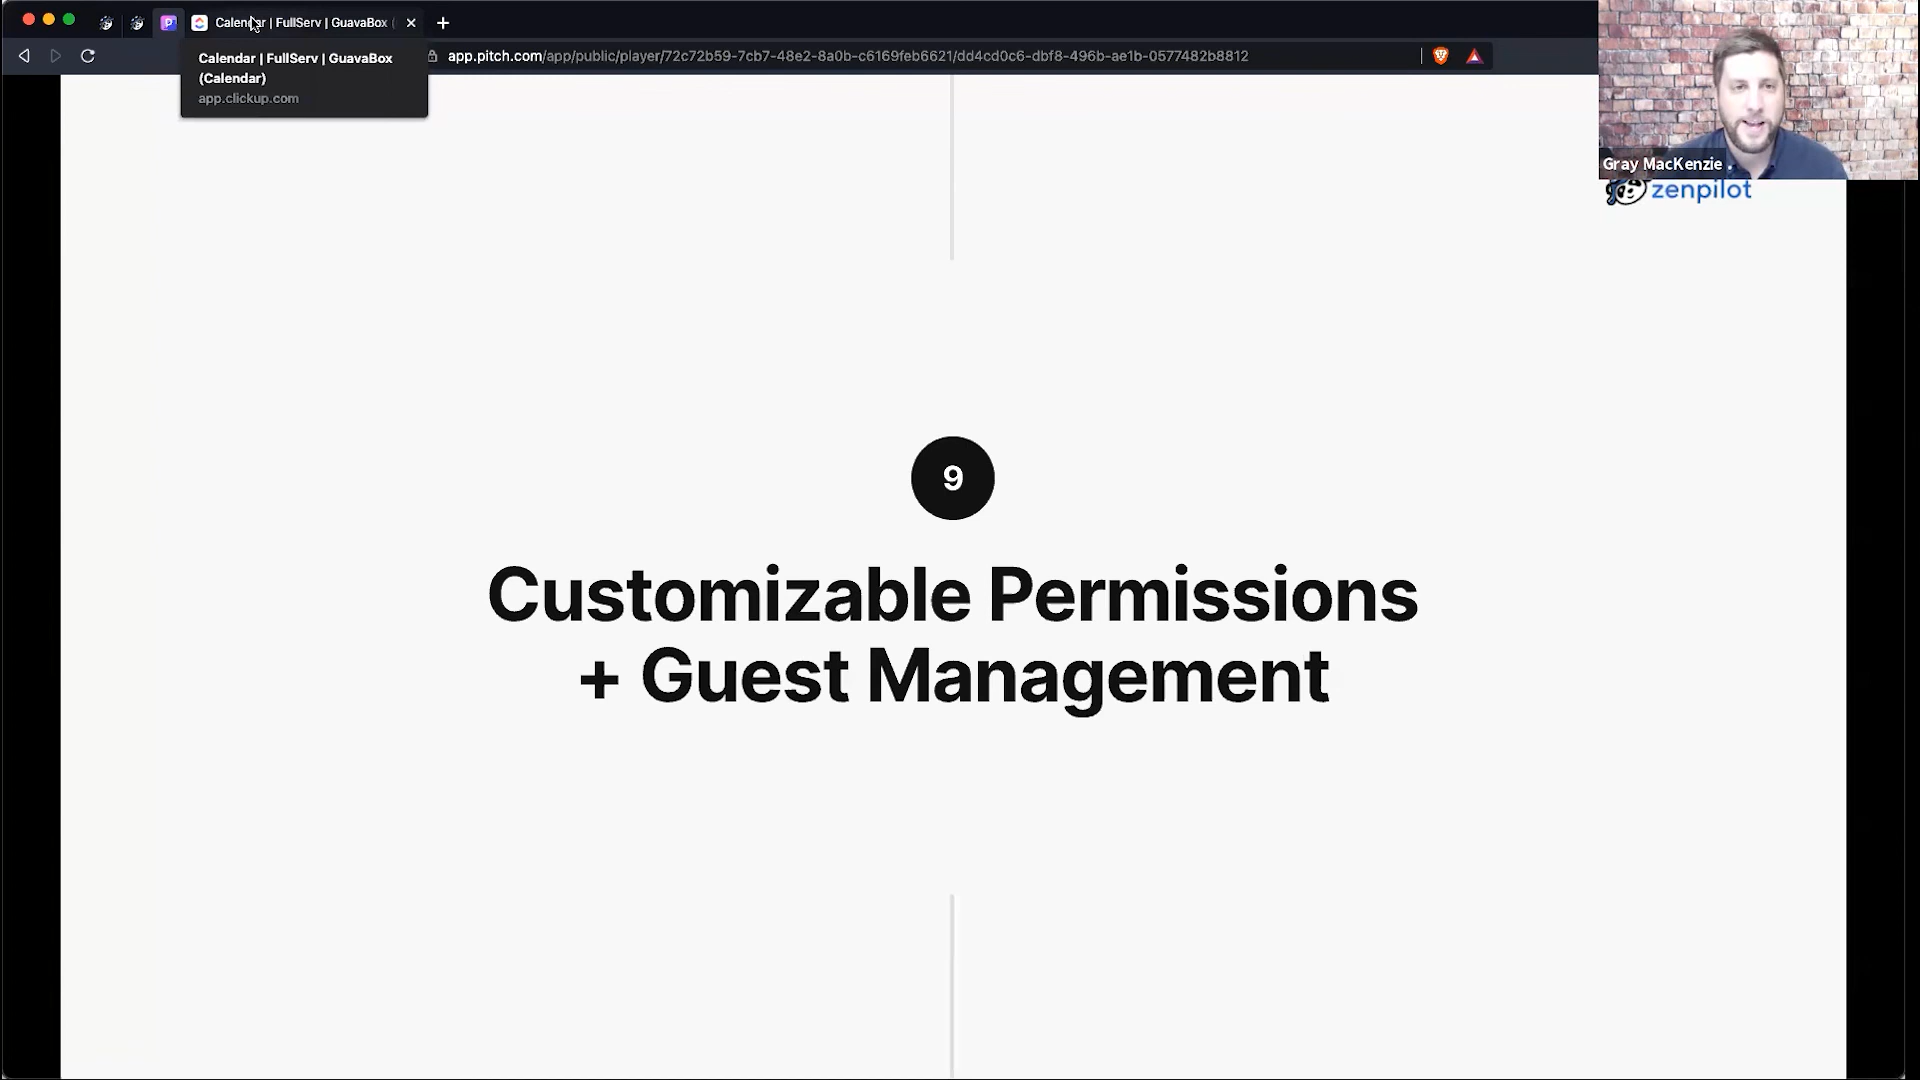 Calendar | FullServ | GuavaBox (
Calendar | FullServ | GuavaBox
(Calendar)
app.clickup.com
app.pitch.com/app/public/player/72c72b59-7cb7-48e2-8a0b-c6169feb6621/dd4cd0c6-dbf8-496b-ae1b-0577482b8812
Gray MacKenzie
zenpilot
9
Customizable Permissions
+ Guest Management